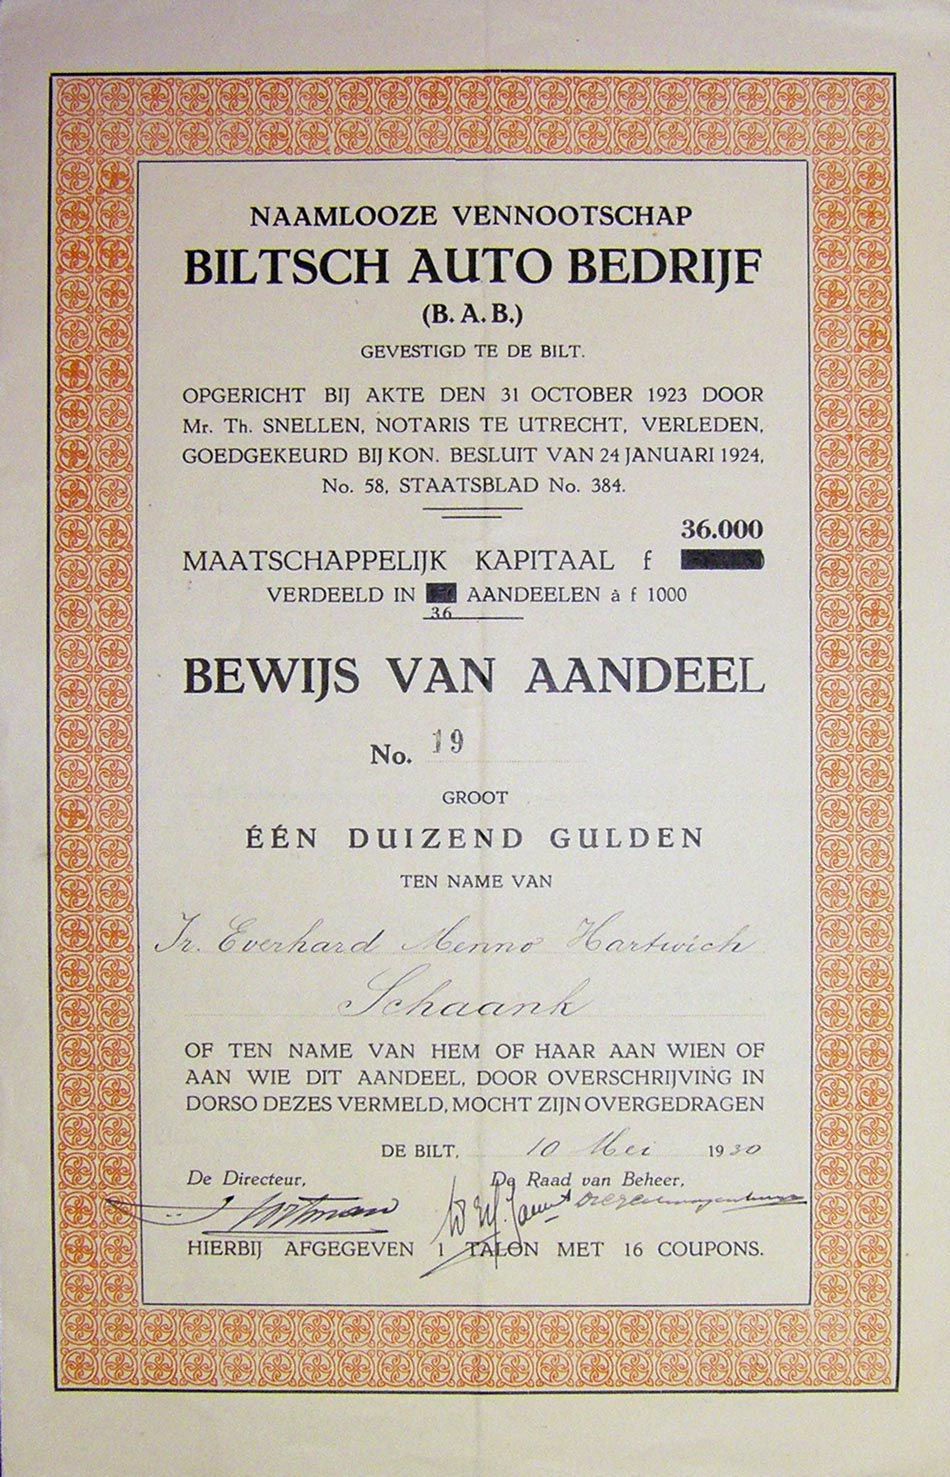 NAAMLOOZE VENNOOTSCHAP
BILTSCH AUTO BEDRIJF
(B. A. B.)
GEVESTIGD TE DE BILT.
OPGERICHT BIJ AKTE DEN 31 OCTOBER 1923 DOOR
Mr. Th. SNELLEN, NOTARIS TE UTRECHT, VERLEDEN,
GOEDGEKEURD BIJ KON. BESLUIT VAN 24 JANUARI 1924,
No. 58, STAATSBLAD No. 384.
36.000
MAATSCHAPPELIJK KAPITAAL f
VERDEELD IN AANDEELEN à f 1000
36
BEWIJS VAN AANDEEL
No. 19
GROOT
ÉÉN DUIZEND GULDEN
TEN NAME VAN
Ir. Everhard Menno Hartwich
Schaank
OF TEN NAME VAN HEM OF HAAR AAN WIEN OF
AAN WIE DIT AANDEEL, DOOR OVERSCHRIJVING IN
DORSO DEZES VERMELD, MOCHT ZIJN OVERGEDRAGEN
DE BILT, 10 Mei 1930
De Directeur, De Raad van Beheer,
HIERBIJ AFGEGEVEN 1 TALON MET 16 COUPONS.